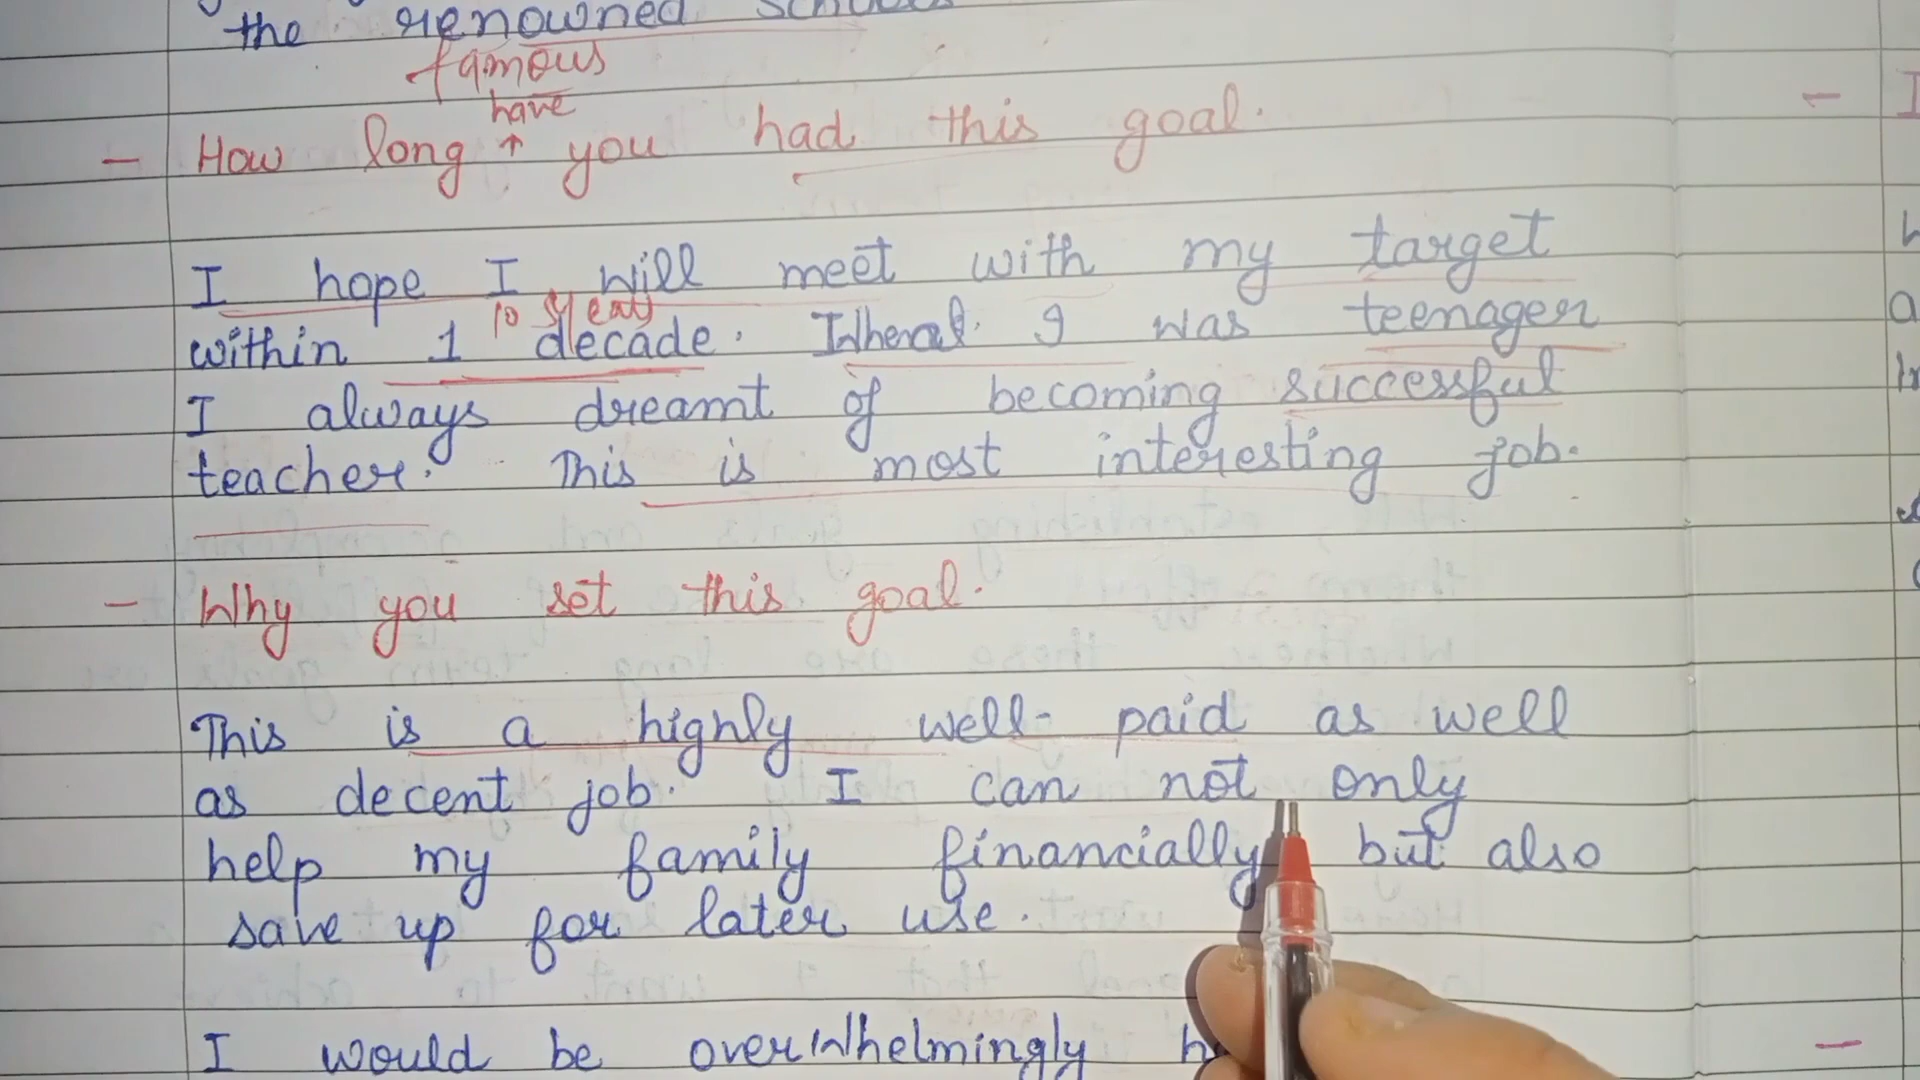 the renowned schools
famous
have
- How long ↑ you had this goal.
I hope I will meet with my target
10 years
within 1 decade. When I was teenager
I always dreamt of becoming successful
teacher. This is most interesting job.
- Why you set this goal.
This is a highly well-paid as well
as decent job. I can not only
help my family financially but also
save up for later use.
I would be overwhelmingly